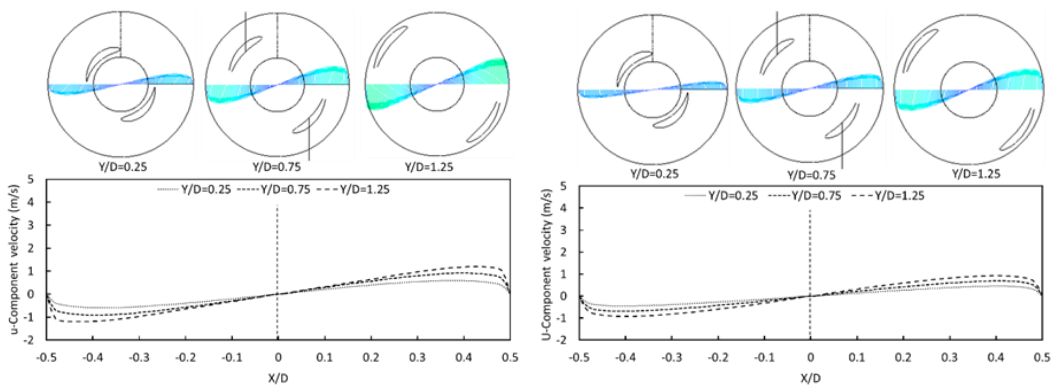 Y/D=0.25 Y/D=0.75 Y/D=1.25
Y/D=0.25 Y/D=0.75 Y/D=1.25
5
4
3
2
1
0
-1
-2
u-Component velocity (m/s)
-0.5 -0.4 -0.3 -0.2 -0.1 0 0.1 0.2 0.3 0.4 0.5
X/D
Y/D=0.25 Y/D=0.75 Y/D=1.25
Y/D=0.25 Y/D=0.75 Y/D=1.25
5
4
3
2
1
0
-1
-2
U-Component velocity (m/s)
-0.5 -0.4 -0.3 -0.2 -0.1 0 0.1 0.2 0.3 0.4 0.5
X/D